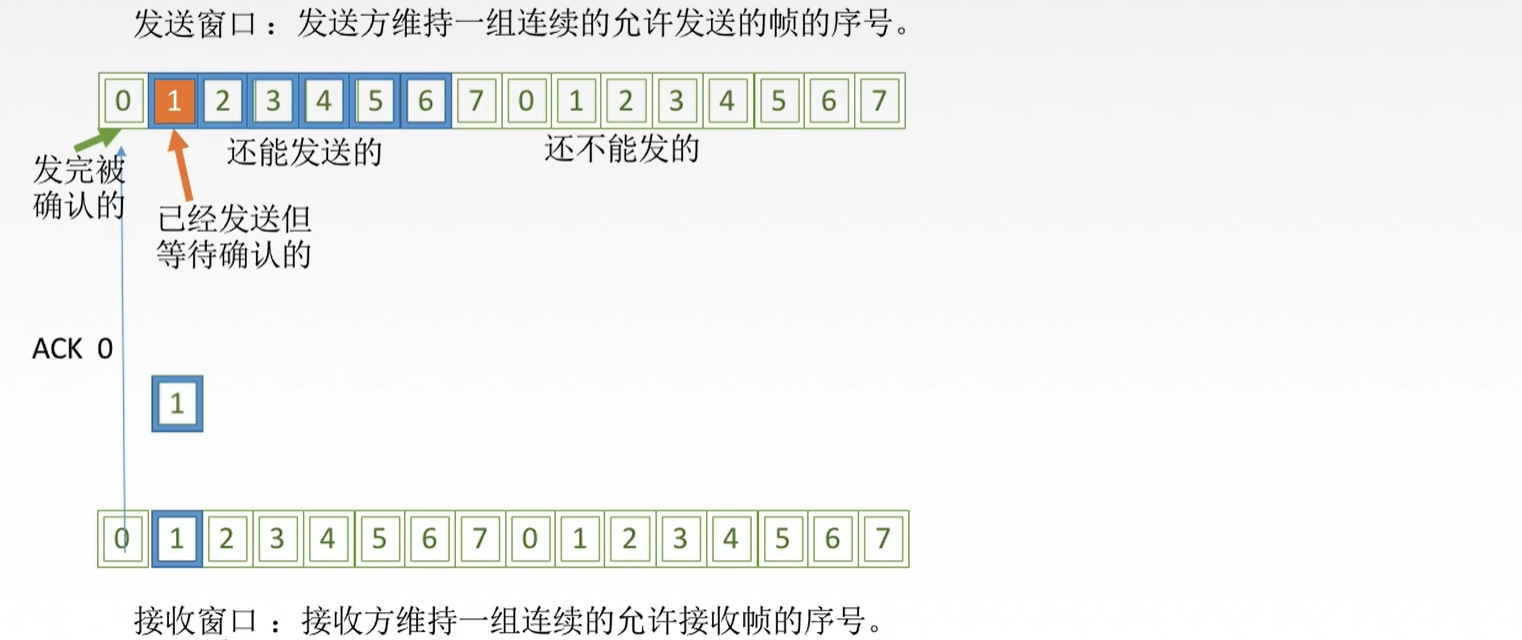 发送窗口：发送方维持一组连续的允许发送的帧的序号。
0 1 2 3 4 5 6 7 0 1 2 3 4 5 6 7
还能发送的
还不能发的
发完被
确认的
已经发送但
等待确认的
ACK 0
1
0 1 2 3 4 5 6 7 0 1 2 3 4 5 6 7
接收窗口：接收方维持一组连续的允许接收帧的序号。